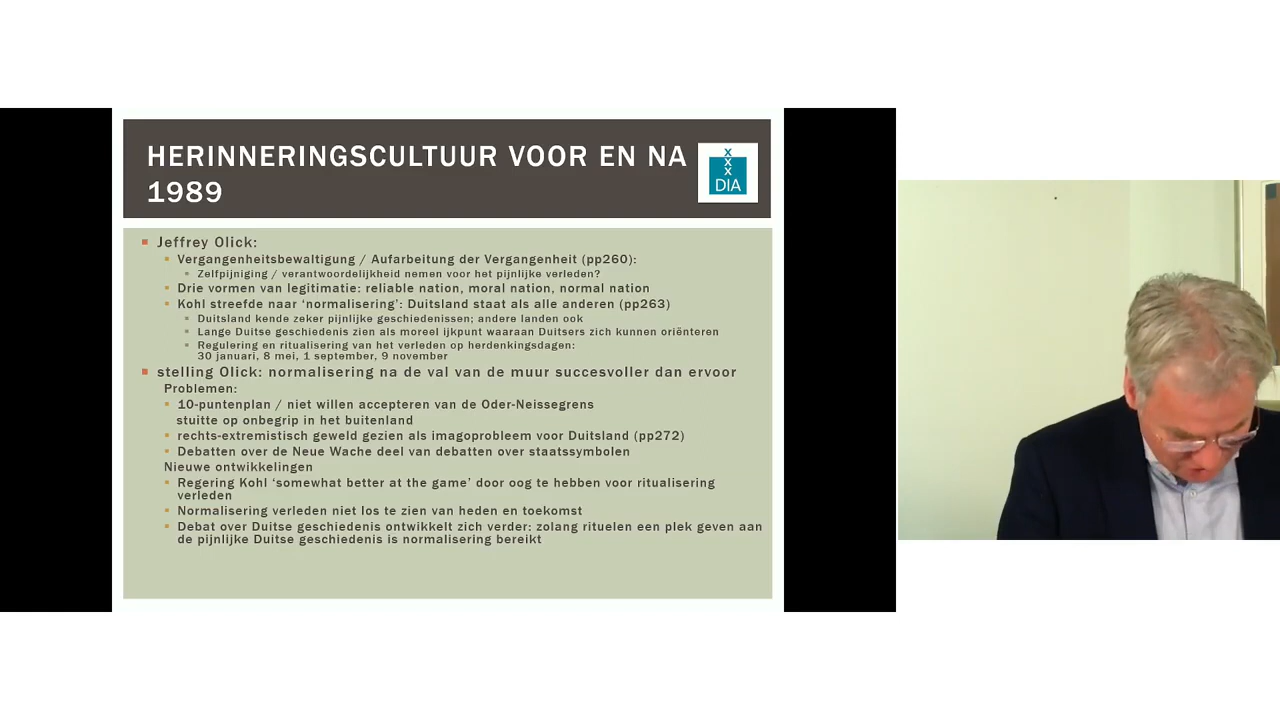 HERINNERINGSCULTUUR VOOR EN NA
1989
X
X
X
DIA
Jeffrey Olick:
Vergangenheitsbewaltigung / Aufarbeitung der Vergangenheit (pp260):
Zelfpijniging / verantwoordelijkheid nemen voor het pijnlijke verleden?
Drie vormen van legitimatie: reliable nation, moral nation, normal nation
Kohl streefde naar ‘normalisering’: Duitsland staat als alle anderen (pp263)
Duitsland kende zeker pijnlijke geschiedenissen; andere landen ook
Lange Duitse geschiedenis zien als moreel ijkpunt waaraan Duitsers zich kunnen oriënteren
Regulering en ritualisering van het verleden op herdenkingsdagen:
30 januari, 8 mei, 1 september, 9 november
stelling Olick: normalisering na de val van de muur succesvoller dan ervoor
Problemen:
10-puntenplan / niet willen accepteren van de Oder-Neissegrens
stuitte op onbegrip in het buitenland
rechts-extremistisch geweld gezien als imagoprobleem voor Duitsland (pp272)
Debatten over de Neue Wache deel van debatten over staatssymbolen
Nieuwe ontwikkelingen
Regering Kohl ‘somewhat better at the game’ door oog te hebben voor ritualisering
verleden
Normalisering verleden niet los te zien van heden en toekomst
Debat over Duitse geschiedenis ontwikkelt zich verder: zolang rituelen een plek geven aan
de pijnlijke Duitse geschiedenis is normalisering bereikt